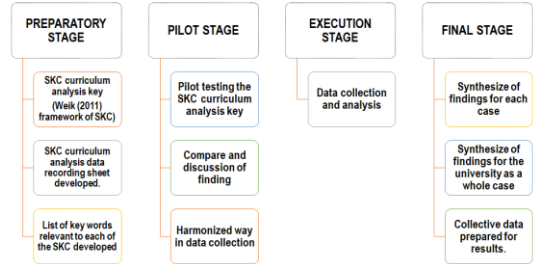 PREPARATORY
STAGE
SKC curriculum
analysis key
(Weik (2011)
framework of SKC)
SKC curriculum
analysis data
recording sheet
developed.
List of key words
relevant to each of
the SKC developed
PILOT STAGE
Pilot testing the
SKC curriculum
analysis key
Compare and
discussion of
finding
Harmonized way
in data collection
EXECUTION
STAGE
Data collection
and analysis
FINAL STAGE
Synthesize of
findings for each
case
Synthesize of
findings for the
university as a
whole case
Collective data
prepared for
results.